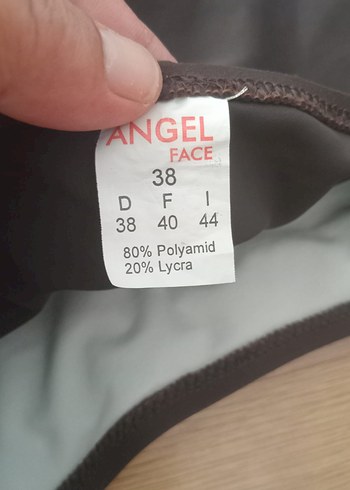 ANGEL
FACE
38
D F I
38 40 44
80% Polyamid
20% Lycra